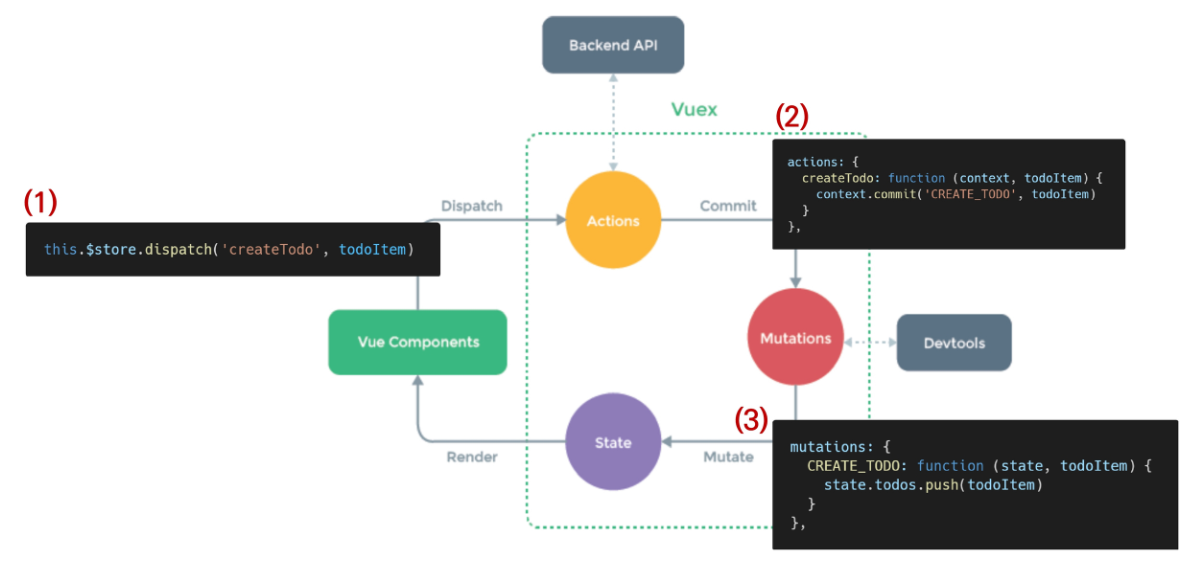 Backend API
Vuex
(2)
actions: {
  createTodo: function (context, todoItem) {
    context.commit('CREATE_TODO', todoItem)
  }
},
(1)
Dispatch
Actions
Commit
this.$store.dispatch('createTodo', todoItem)
Vue Components
Mutations
Devtools
(3)
State
Render
Mutate
mutations: {
  CREATE_TODO: function (state, todoItem) {
    state.todos.push(todoItem)
  }
},